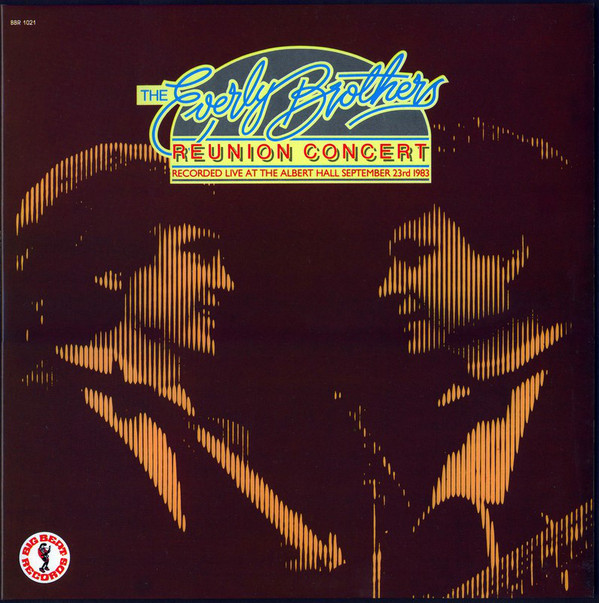 BBR 1021
THE Everly Brothers
REUNION CONCERT
RECORDED LIVE AT THE ALBERT HALL SEPTEMBER 23rd 1983
BIG BEAT
RECORDS